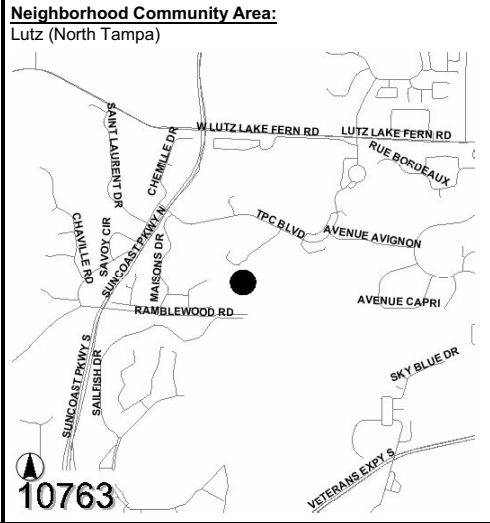 Neighborhood Community Area:
Lutz (North Tampa)
W LUTZ LAKE FERN RD
LUTZ LAKE FERN RD
SAINT LAURENT DR
CHEMILLE DR
RUE BORDEAUX
TPC BLVD
AVENUE AVIGNON
CHAVILLE RD
SAVOY CIR
SUNCOAST PKWY N
MAISONS DR
AVENUE CAPRI
RAMBLEWOOD RD
SUNCOAST PKWY S
SAILFISH DR
SKY BLUE DR
VETERANS EXPY S
10763